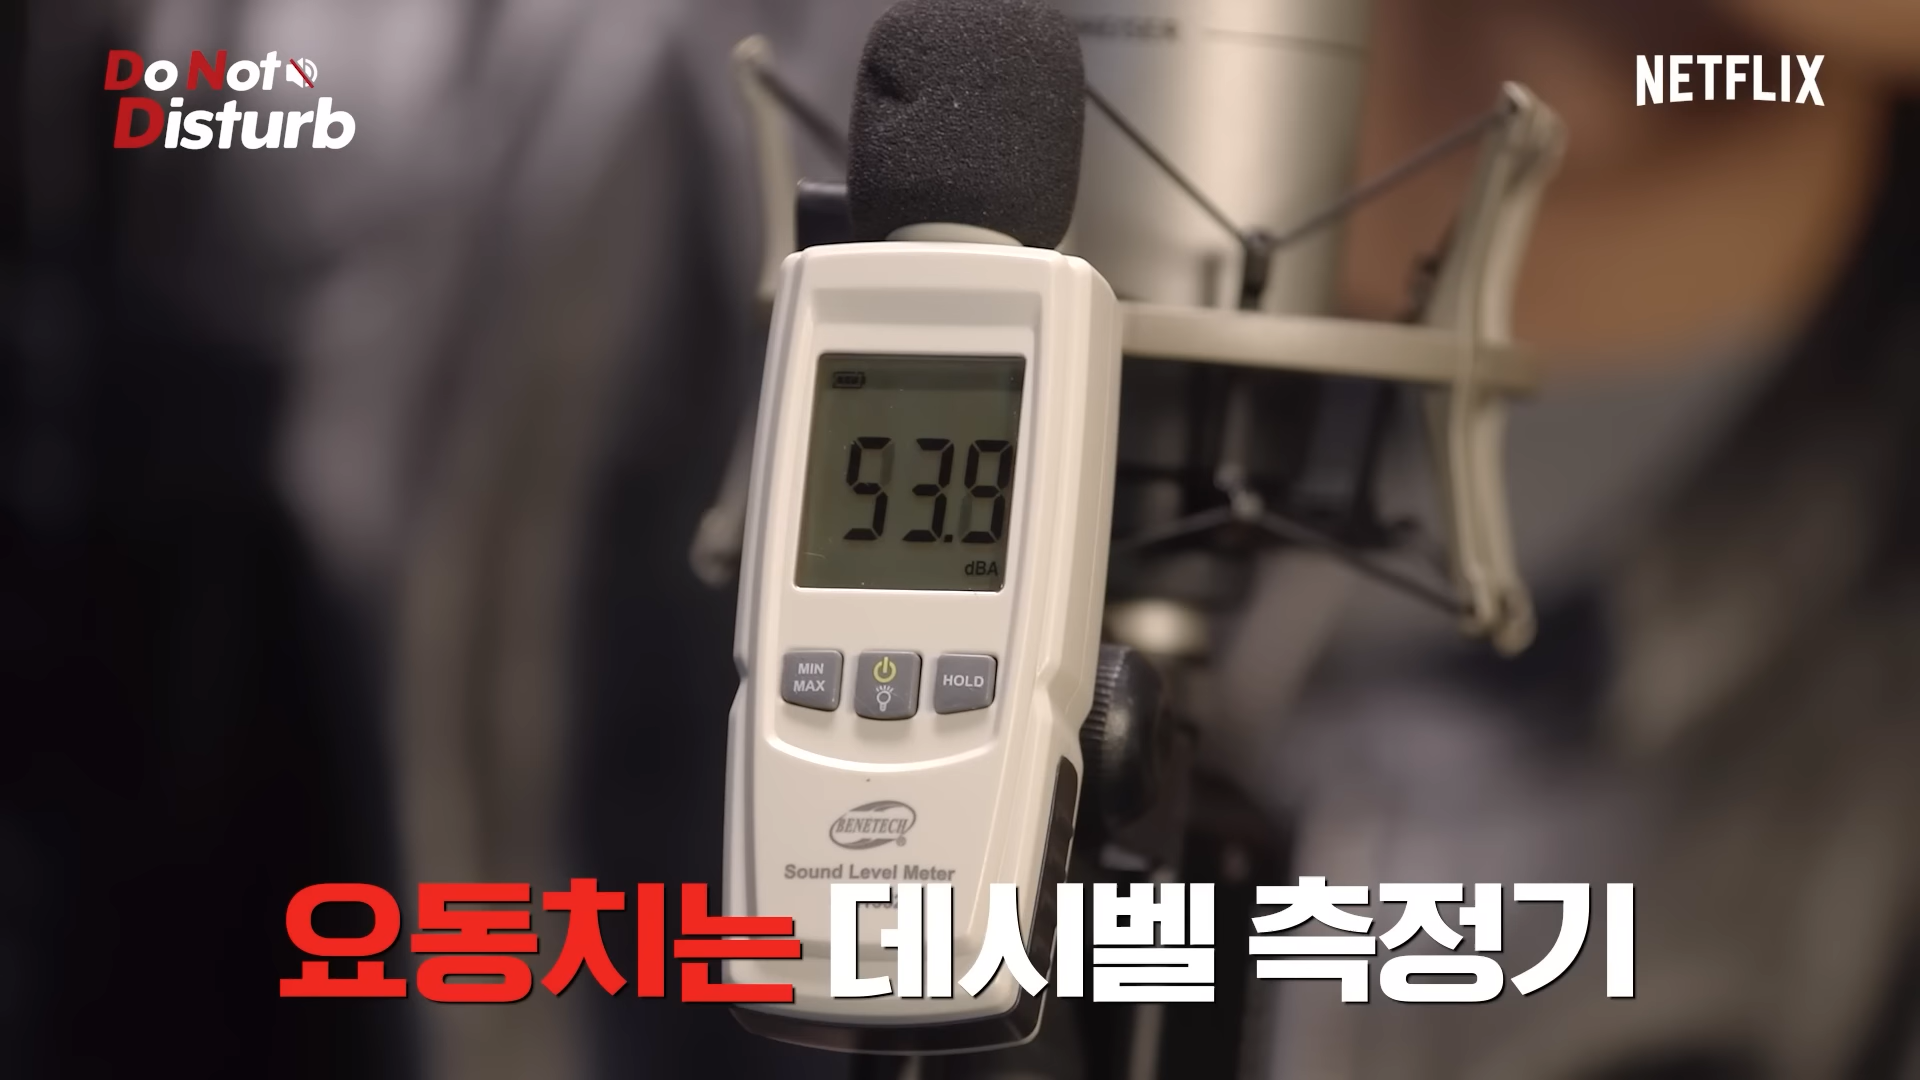 Do Not
Disturb
NETFLIX
53.8
dBA
MIN
MAX
HOLD
BENETECH®
Sound Level Meter
요동치는 데시벨 측정기